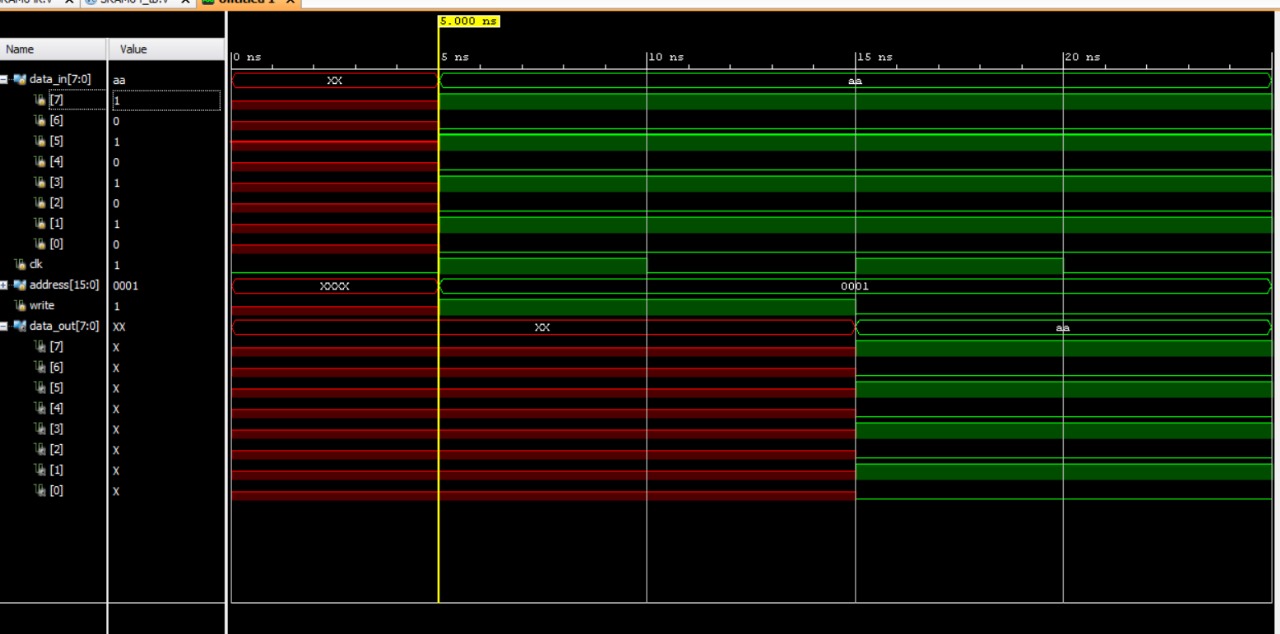 Untitled 1
5.000 ns
Name Value
0 ns 5 ns 10 ns 15 ns 20 ns
data_in[7:0] aa XX aa
[7] 1
[6] 0
[5] 1
[4] 0
[3] 1
[2] 0
[1] 1
[0] 0
clk 1
address[15:0] 0001 XXXX 0001
write 1
data_out[7:0] XX XX aa
[7] X
[6] X
[5] X
[4] X
[3] X
[2] X
[1] X
[0] X